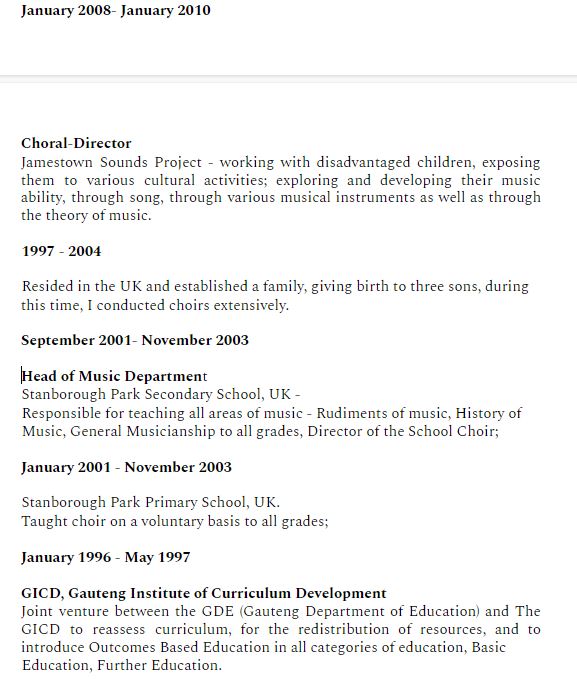 January 2008- January 2010
Choral-Director
Jamestown Sounds Project - working with disadvantaged children, exposing
them to various cultural activities; exploring and developing their music
ability, through song, through various musical instruments as well as through
the theory of music.
1997 - 2004
Resided in the UK and established a family, giving birth to three sons, during
this time, I conducted choirs extensively.
September 2001- November 2003
Head of Music Department
Stanborough Park Secondary School, UK -
Responsible for teaching all areas of music - Rudiments of music, History of
Music, General Musicianship to all grades, Director of the School Choir;
January 2001 - November 2003
Stanborough Park Primary School, UK.
Taught choir on a voluntary basis to all grades;
January 1996 - May 1997
GICD, Gauteng Institute of Curriculum Development
Joint venture between the GDE (Gauteng Department of Education) and The
GICD to reassess curriculum, for the redistribution of resources, and to
introduce Outcomes Based Education in all categories of education, Basic
Education, Further Education.